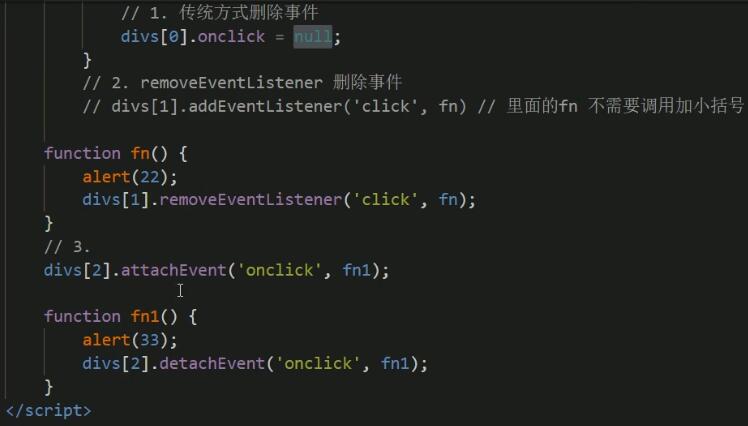 // 1. 传统方式删除事件
divs[0].onclick = null;
}
// 2. removeEventListener 删除事件
// divs[1].addEventListener('click', fn) // 里面的fn 不需要调用加小括号
function fn() {
alert(22);
divs[1].removeEventListener('click', fn);
}
// 3.
divs[2].attachEvent('onclick', fn1);
function fn1() {
alert(33);
divs[2].detachEvent('onclick', fn1);
}
</script>